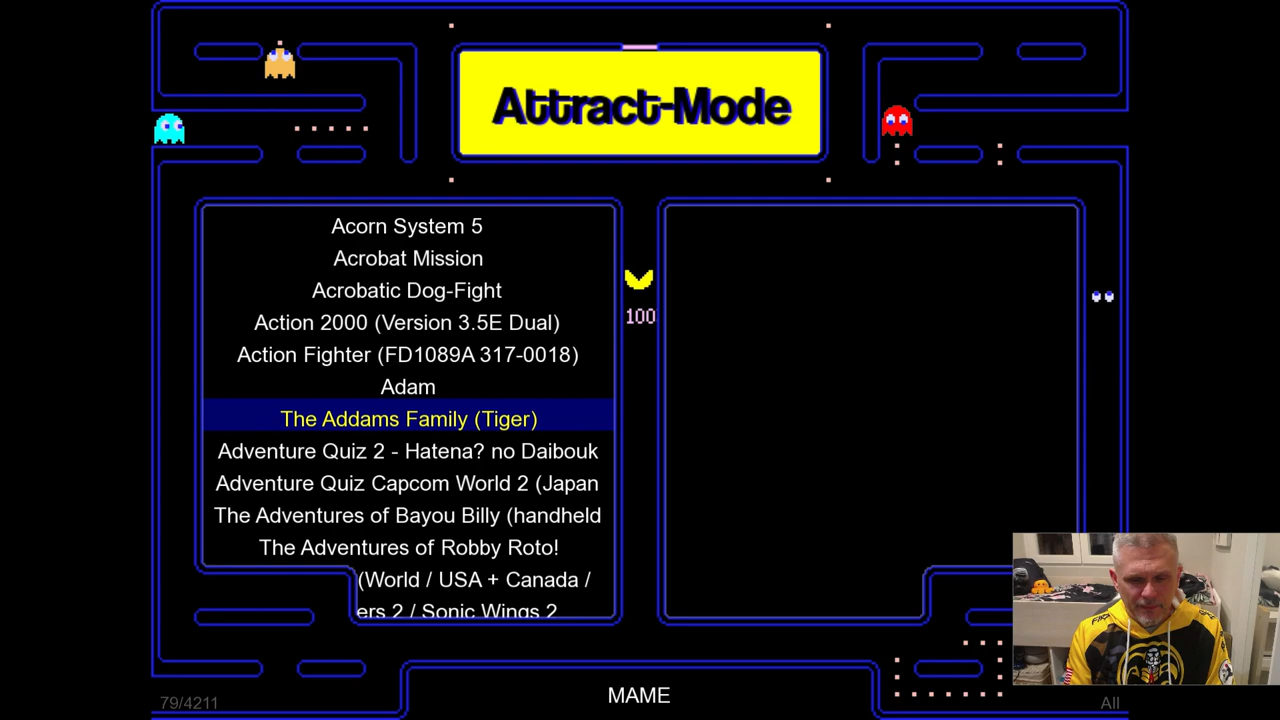 Attract-Mode
Acorn System 5
Acrobat Mission
Acrobatic Dog-Fight
Action 2000 (Version 3.5E Dual)
Action Fighter (FD1089A 317-0018)
Adam
The Addams Family (Tiger)
Adventure Quiz 2 - Hatena? no Daibouk
Adventure Quiz Capcom World 2 (Japan
The Adventures of Bayou Billy (handheld
The Adventures of Robby Roto!
(World / USA + Canada /
ers 2 / Sonic Wings 2
100
MAME
79/4211
All